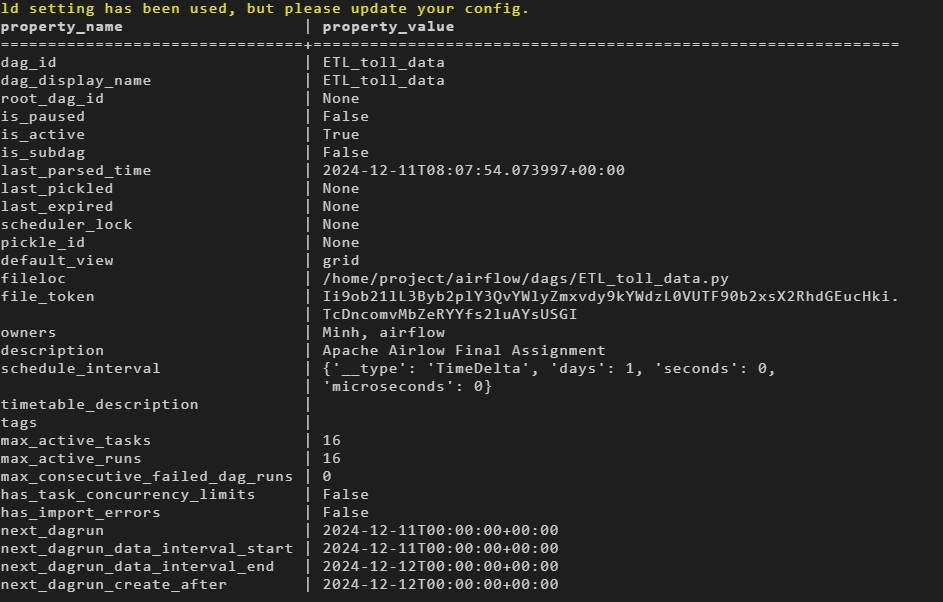 ld setting has been used, but please update your config.
property_name | property_value
================================+==============================================================
dag_id | ETL_toll_data
dag_display_name | ETL_toll_data
root_dag_id | None
is_paused | False
is_active | True
is_subdag | False
last_parsed_time | 2024-12-11T08:07:54.073997+00:00
last_pickled | None
last_expired | None
scheduler_lock | None
pickle_id | None
default_view | grid
fileloc | /home/project/airflow/dags/ETL_toll_data.py
file_token | Ii9ob21lL3Byb2plY3QvYWlyZmxvdy9kYWdzL0VUTF90b2xsX2RhdGEucHki.
| TcDncomvMbZeRYYfs2luAYsUSGI
owners | Minh, airflow
description | Apache Airlow Final Assignment
schedule_interval | {'__type': 'TimeDelta', 'days': 1, 'seconds': 0,
| 'microseconds': 0}
timetable_description |
tags |
max_active_tasks | 16
max_active_runs | 16
max_consecutive_failed_dag_runs | 0
has_task_concurrency_limits | False
has_import_errors | False
next_dagrun | 2024-12-11T00:00:00+00:00
next_dagrun_data_interval_start | 2024-12-11T00:00:00+00:00
next_dagrun_data_interval_end | 2024-12-12T00:00:00+00:00
next_dagrun_create_after | 2024-12-12T00:00:00+00:00